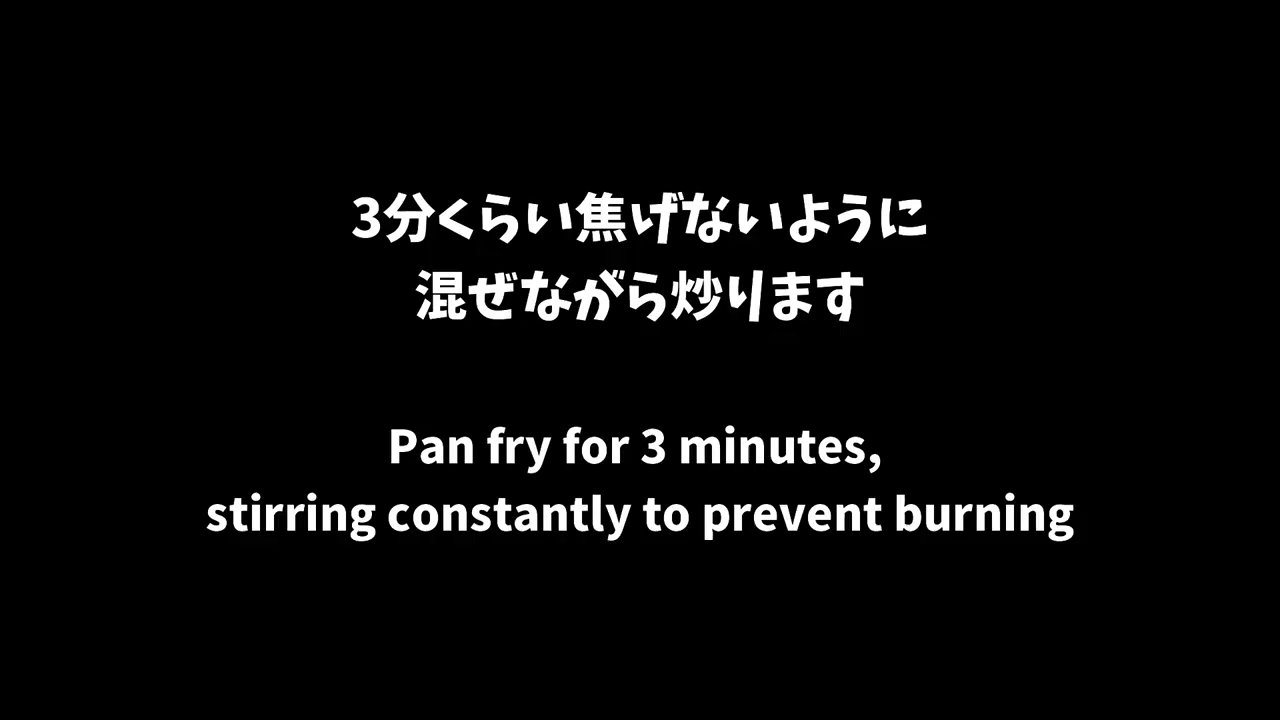 3分くらい焦げないように
混ぜながら炒ります
Pan fry for 3 minutes,
stirring constantly to prevent burning